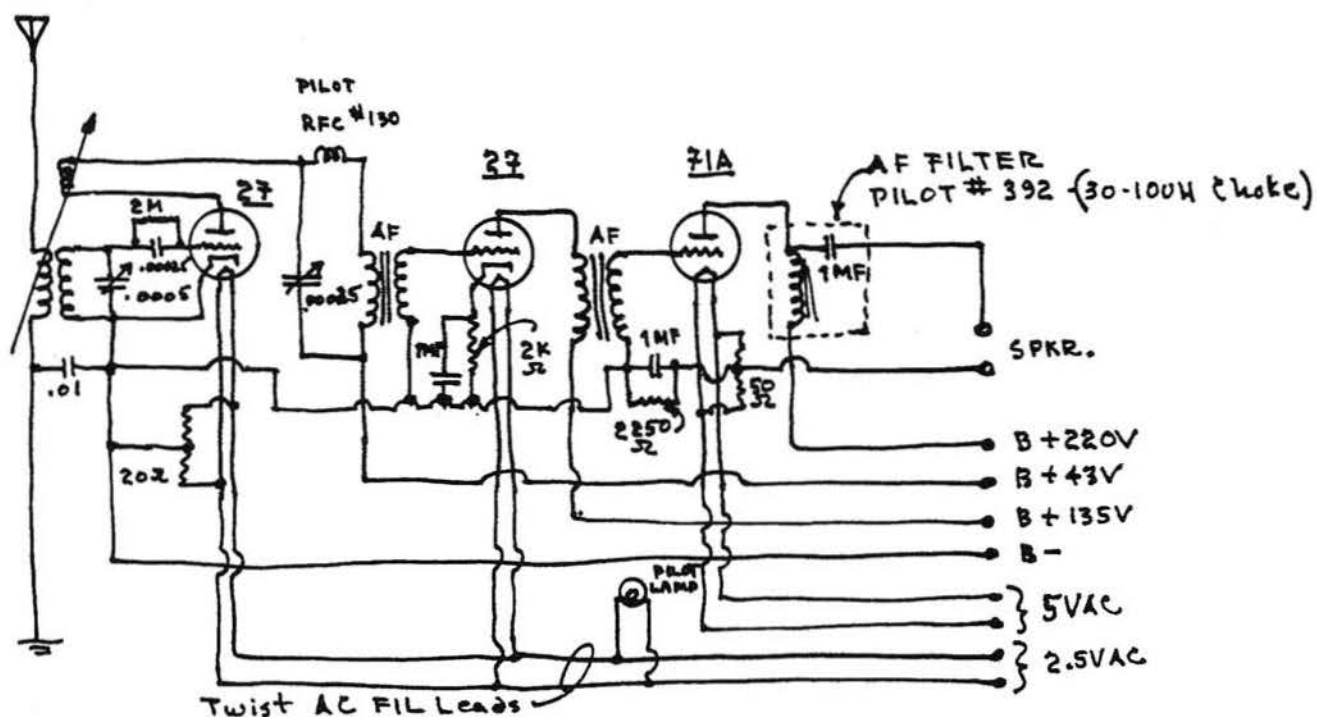 PILOT
RFC #130
27
2M
.00025
.0005
.01
20Ω
AF
.00025
27
1MF
2K
Ω
AF
71A
1MF
2250
Ω
50
Ω
AF FILTER
PILOT # 392 (30-100H Choke)
1MF
SPKR.
B+220V
B+43V
B+135V
B-
PILOT
LAMP
5VAC
2.5VAC
Twist AC FIL Leads